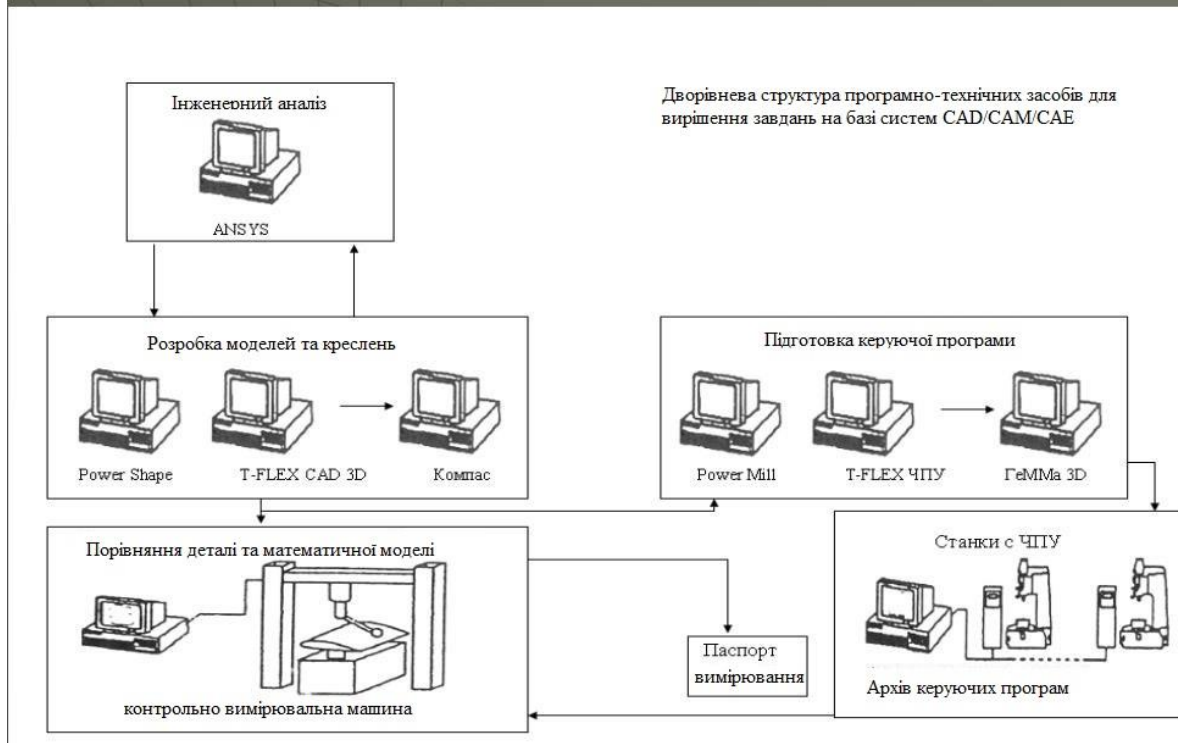 Інженерний аналіз
ANSYS
Дворівнева структура програмно-технічних засобів для
вирішення завдань на базі систем CAD/CAM/CAE
Розробка моделей та креслень
Power Shape
T-FLEX CAD 3D
Компас
Підготовка керуючої програми
Power Mill
T-FLEX ЧПУ
ГеММа 3D
Порівняння деталі та математичної моделі
контрольно вимірювальна машина
Паспорт
вимірювання
Станки с ЧПУ
Архів керуючих програм